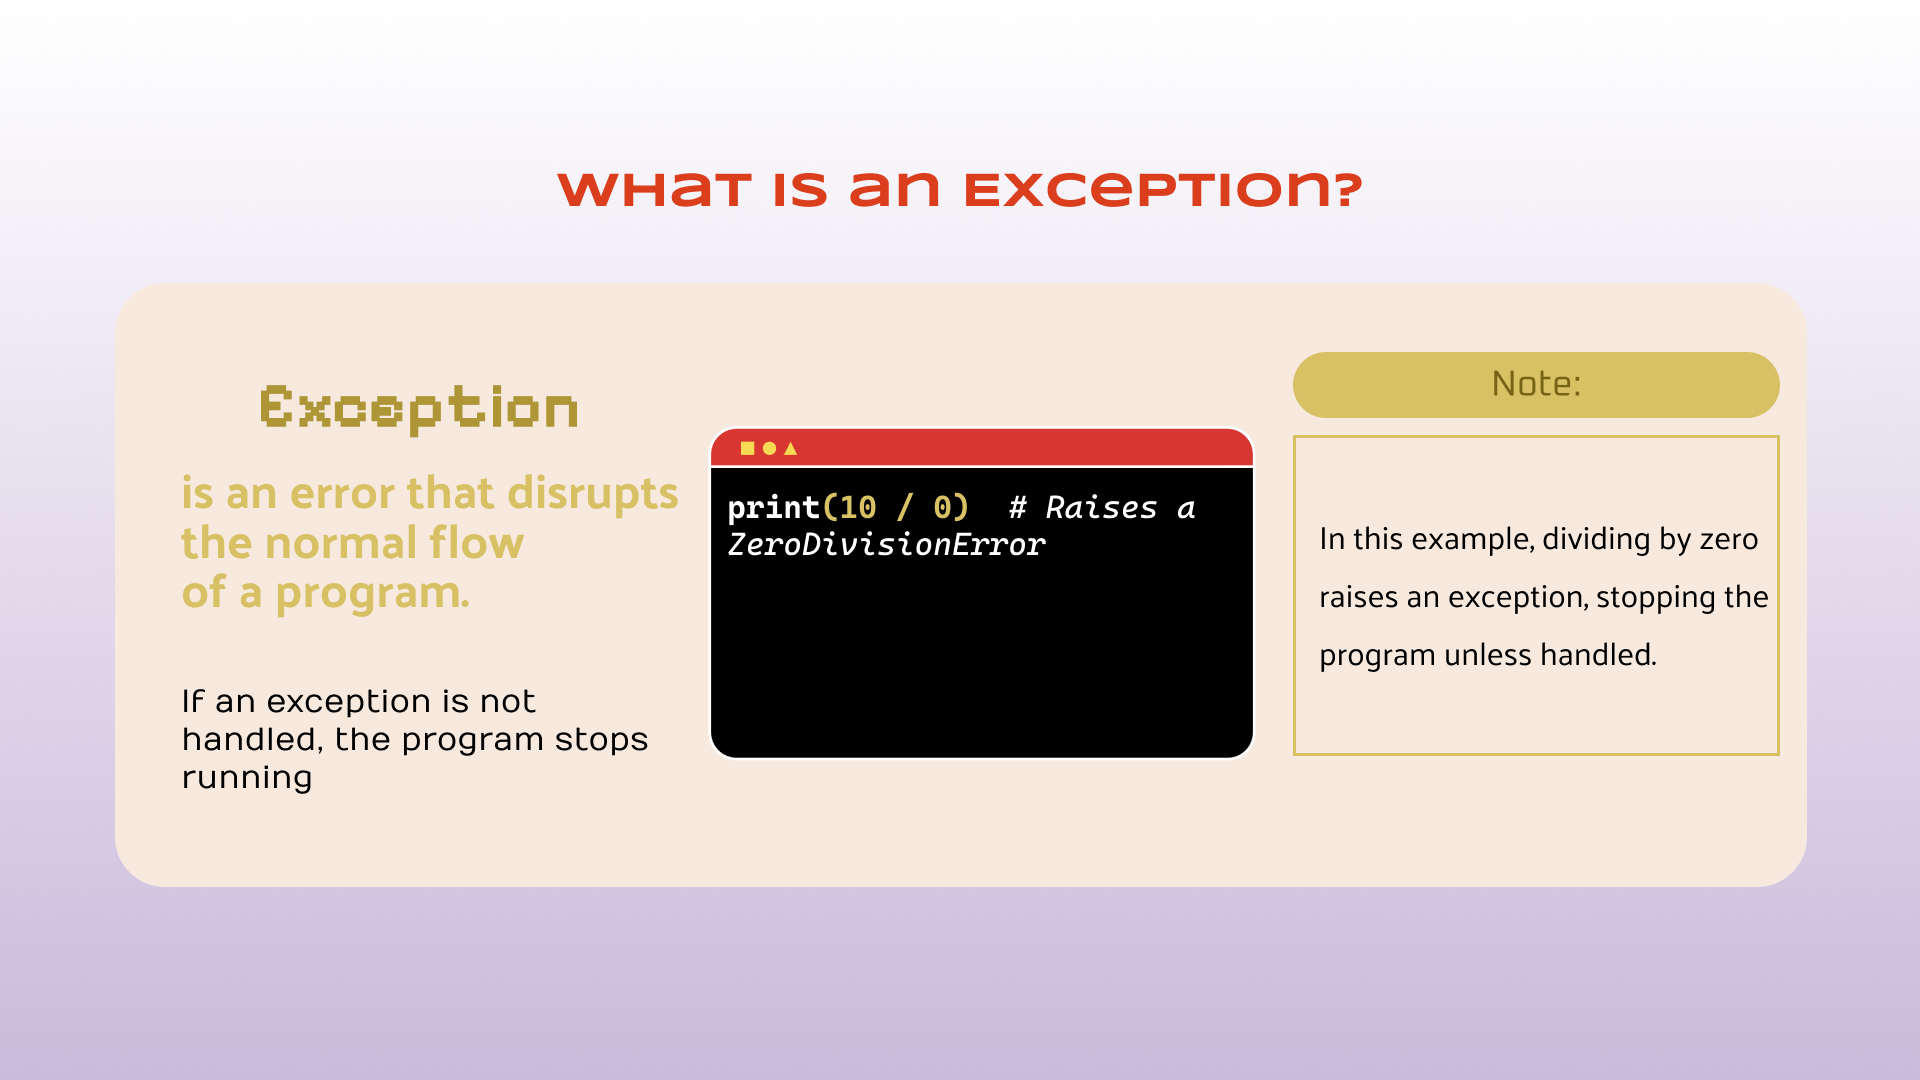 What is an Exception?
Exception
is an error that disrupts
the normal flow
of a program.
If an exception is not
handled, the program stops
running
print(10 / 0)  # Raises a
ZeroDivisionError
Note:
In this example, dividing by zero
raises an exception, stopping the
program unless handled.